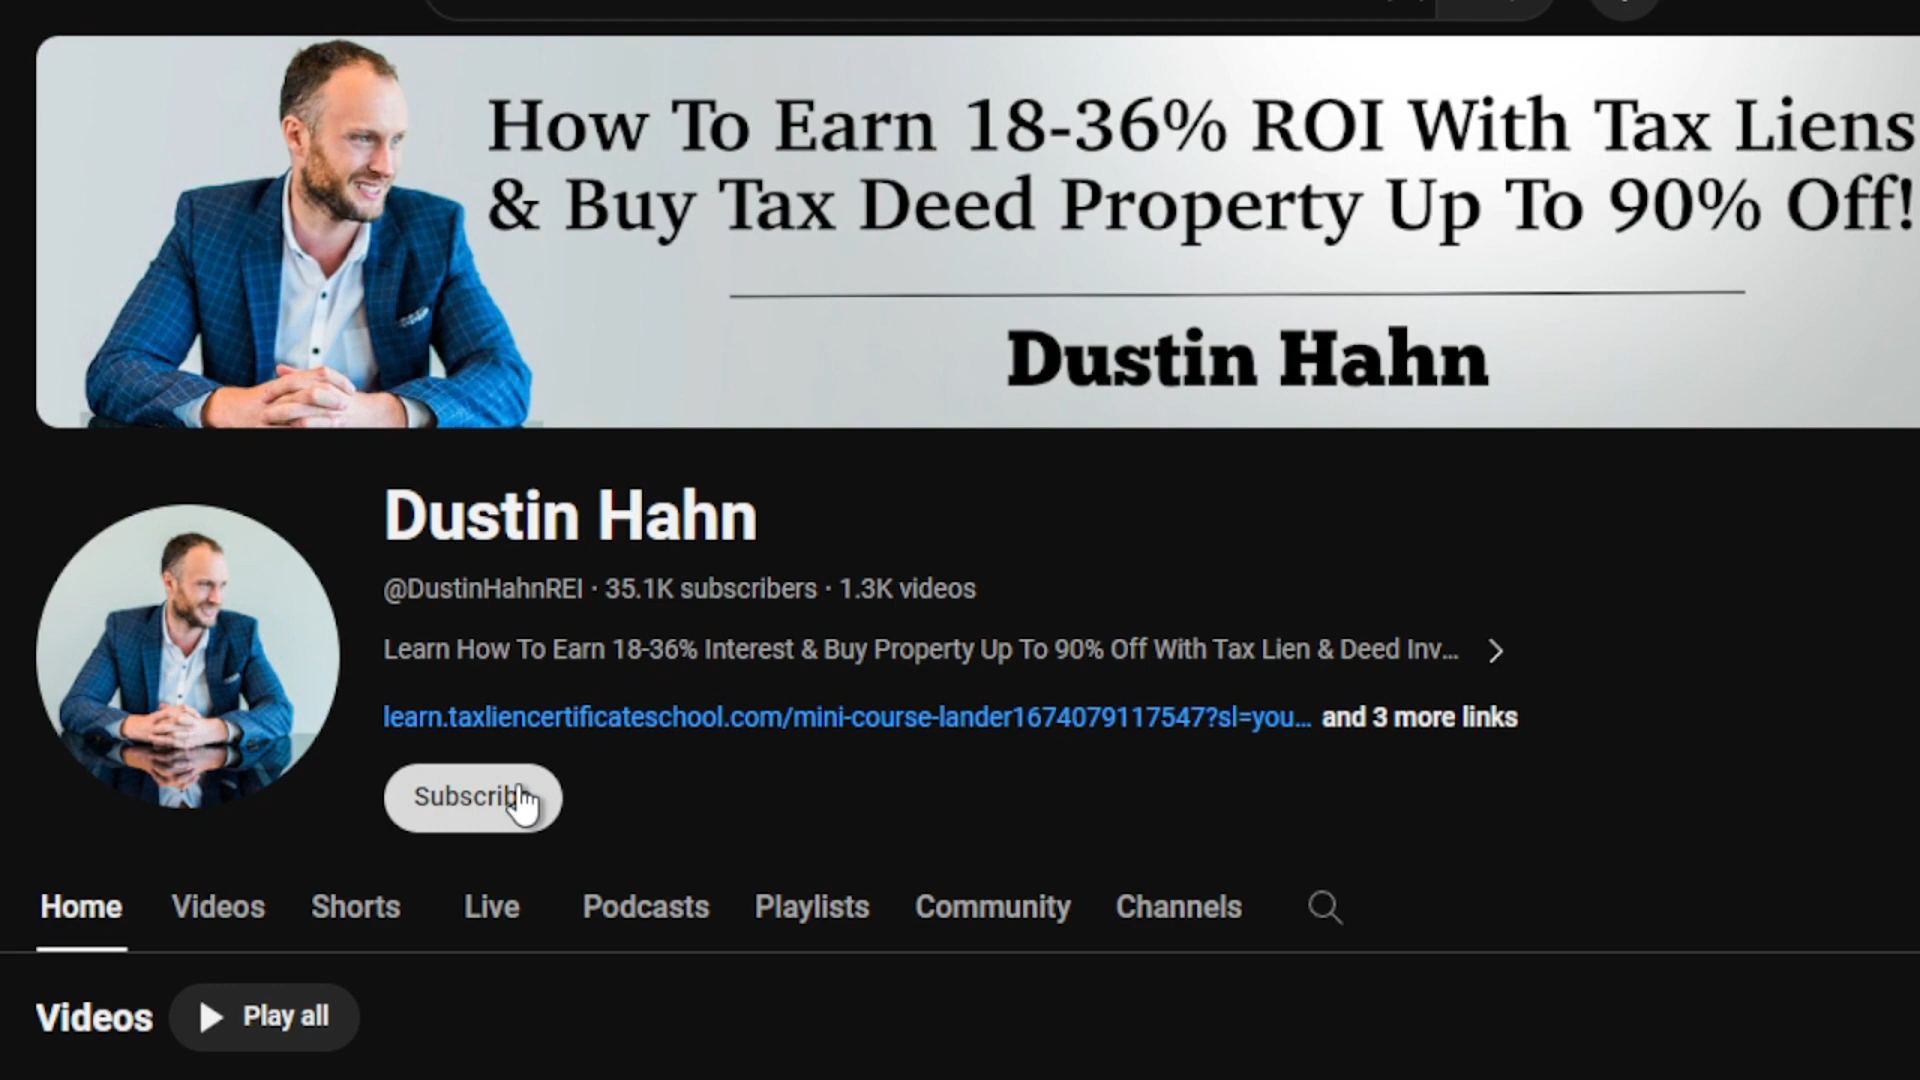 How To Earn 18-36% ROI With Tax Liens
& Buy Tax Deed Property Up To 90% Off!
Dustin Hahn
Dustin Hahn
@DustinHahnREI · 35.1K subscribers · 1.3K videos
Learn How To Earn 18-36% Interest & Buy Property Up To 90% Off With Tax Lien & Deed Inv...
learn.taxliencertificateschool.com/mini-course-lander1674079117547?sl=you... and 3 more links
Subscribe
Home Videos Shorts Live Podcasts Playlists Community Channels
Videos Play all